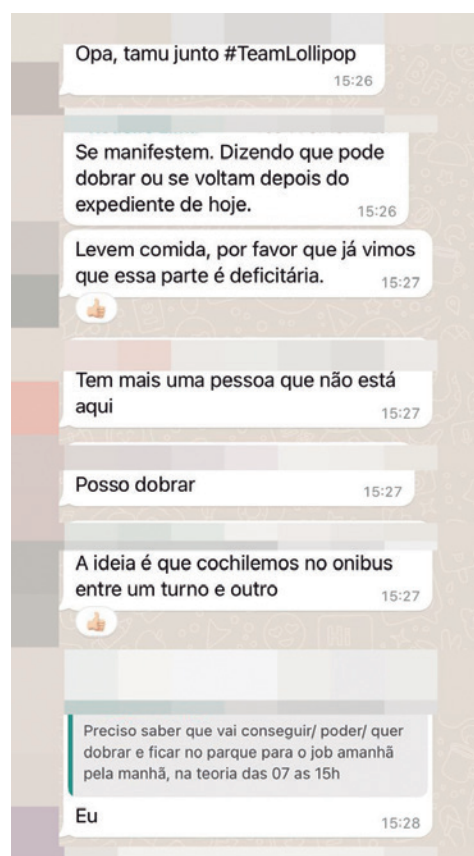 Opa, tamu junto #TeamLollipop
15:26
Se manifestem. Dizendo que pode
dobrar ou se voltam depois do
expediente de hoje.
15:26
Levem comida, por favor que já vimos
que essa parte é deficitária.
15:27
Tem mais uma pessoa que não está
aqui
15:27
Posso dobrar
15:27
A ideia é que cochilemos no onibus
entre um turno e outro
15:27
Preciso saber que vai conseguir/ poder/ quer
dobrar e ficar no parque para o job amanhã
pela manhã, na teoria das 07 as 15h
Eu
15:28